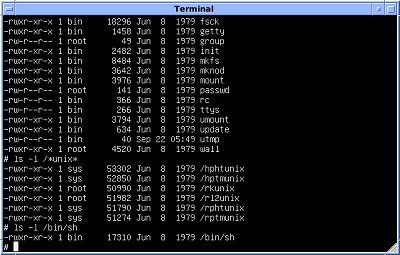 Terminal
-rwxr-xr-x 1 bin     18296 Jun  8  1979 fsck
-rwxr-xr-x 1 bin      1458 Jun  8  1979 getty
-rw-r--r-- 1 root       49 Jun  8  1979 group
-rwxr-xr-x 1 bin      2482 Jun  8  1979 init
-rwxr-xr-x 1 bin      8484 Jun  8  1979 mkfs
-rwxr-xr-x 1 bin      3642 Jun  8  1979 mknod
-rwxr-xr-x 1 bin      3976 Jun  8  1979 mount
-rw-r--r-- 1 root      141 Jun  8  1979 passwd
-rw-r--r-- 1 bin       366 Jun  8  1979 rc
-rw-r--r-- 1 bin       266 Jun  8  1979 ttys
-rwxr-xr-x 1 bin      3794 Jun  8  1979 umount
-rwxr-xr-x 1 bin       634 Jun  8  1979 update
-rw-r--r-- 1 bin        40 Sep 22 05:49 utmp
-rwxr-xr-x 1 root     4520 Jun  8  1979 wall
# ls -l /*unix*
-rwxr-xr-x 1 sys     53302 Jun  8  1979 /hphtunix
-rwxr-xr-x 1 sys     52850 Jun  8  1979 /hptmunix
-rwxr-xr-x 1 root    50990 Jun  8  1979 /rkunix
-rwxr-xr-x 1 root    51982 Jun  8  1979 /rl2unix
-rwxr-xr-x 1 sys     51790 Jun  8  1979 /rphtunix
-rwxr-xr-x 1 sys     51274 Jun  8  1979 /rptmunix
# ls -l /bin/sh
-rwxr-xr-x 1 bin     17310 Jun  8  1979 /bin/sh
#